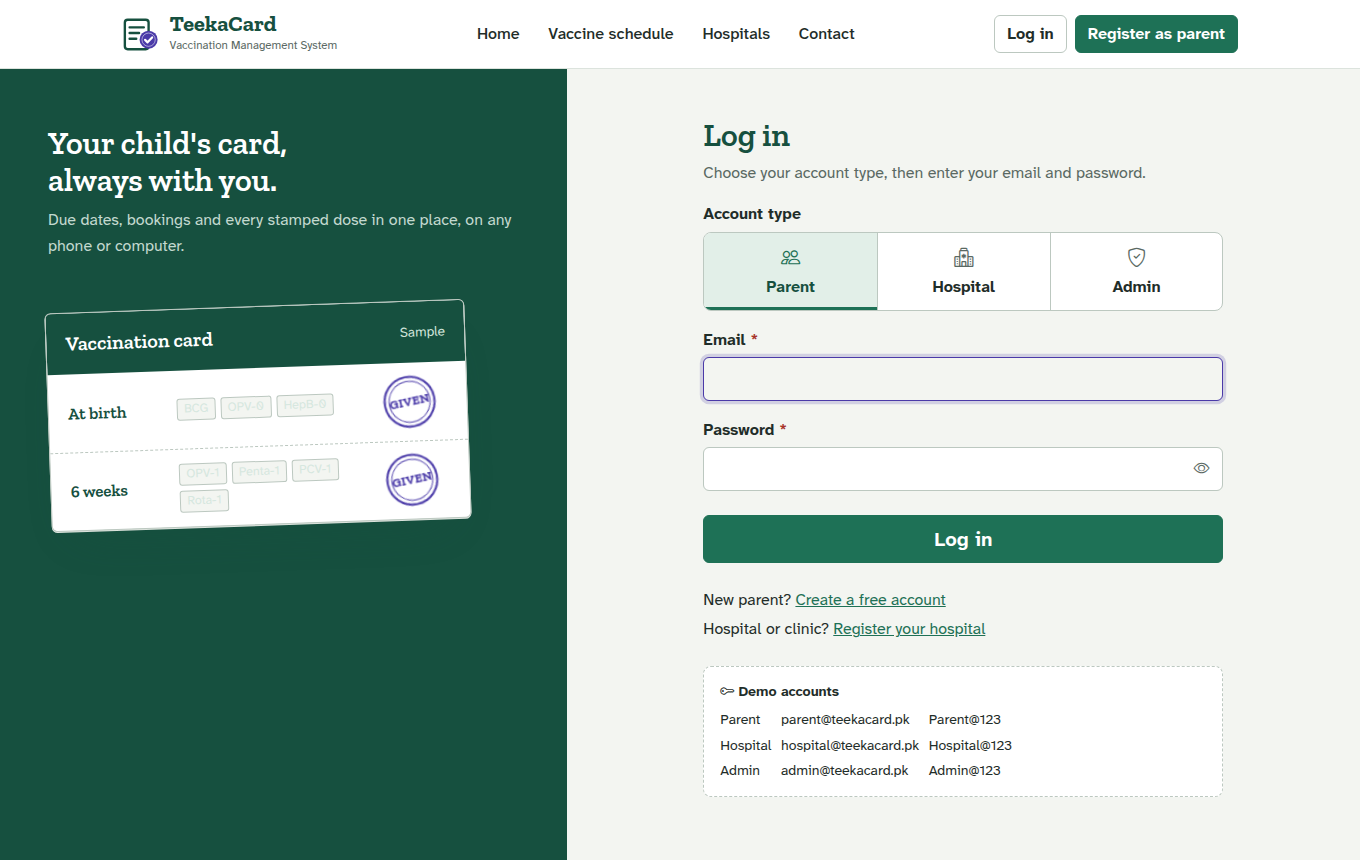 TeekaCard
Vaccination Management System
Home
Vaccine schedule
Hospitals
Contact
Log in
Register as parent
Your child's card,
always with you.
Due dates, bookings and every stamped dose in one place, on any
phone or computer.
Vaccination card
Sample
At birth
BCG
OPV-0
HepB-0
GIVEN
6 weeks
OPV-1
Penta-1
PCV-1
Rota-1
GIVEN
Log in
Choose your account type, then enter your email and password.
Account type
Parent
Hospital
Admin
Email *
Password *
Log in
New parent? Create a free account
Hospital or clinic? Register your hospital
Demo accounts
Parent parent@teekacard.pk Parent@123
Hospital hospital@teekacard.pk Hospital@123
Admin admin@teekacard.pk Admin@123